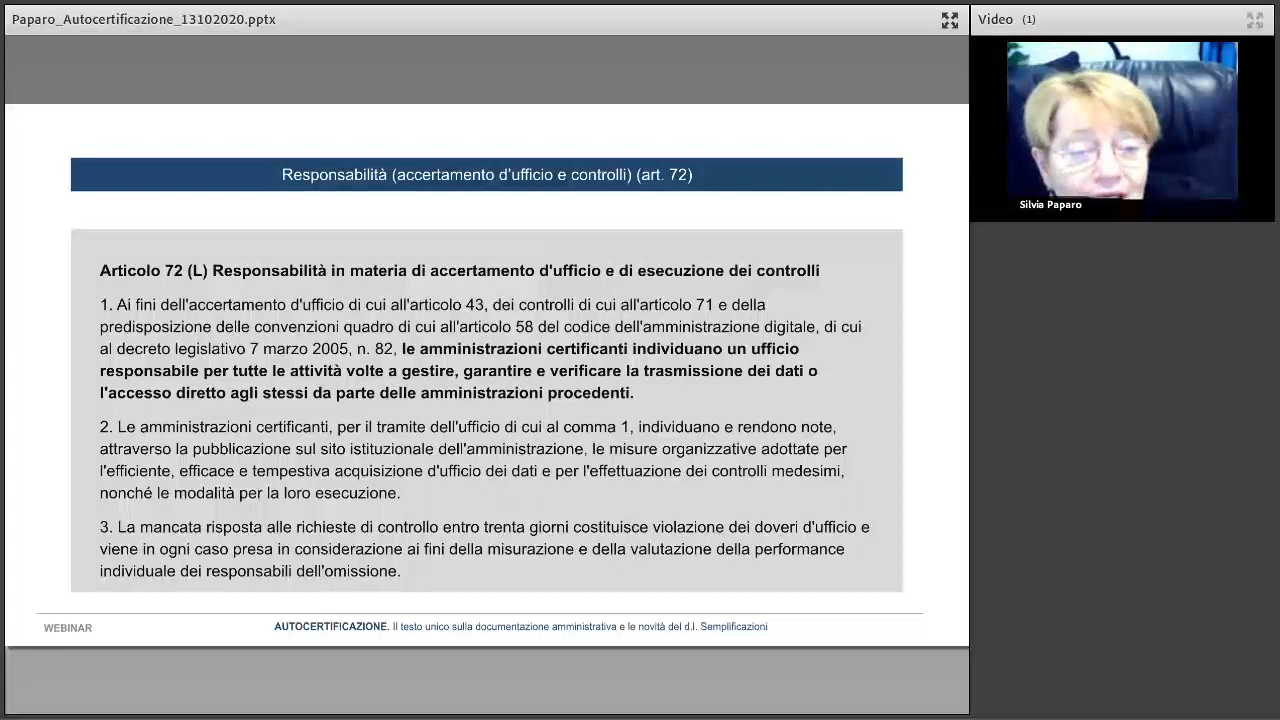 Paparo_Autocertificazione_13102020.pptx
Video (1)
Silvia Paparo
Responsabilità (accertamento d'ufficio e controlli) (art. 72)
Articolo 72 (L) Responsabilità in materia di accertamento d'ufficio e di esecuzione dei controlli
1. Ai fini dell'accertamento d'ufficio di cui all'articolo 43, dei controlli di cui all'articolo 71 e della
predisposizione delle convenzioni quadro di cui all'articolo 58 del codice dell'amministrazione digitale, di cui
al decreto legislativo 7 marzo 2005, n. 82, le amministrazioni certificanti individuano un ufficio
responsabile per tutte le attività volte a gestire, garantire e verificare la trasmissione dei dati o
l'accesso diretto agli stessi da parte delle amministrazioni procedenti.
2. Le amministrazioni certificanti, per il tramite dell'ufficio di cui al comma 1, individuano e rendono note,
attraverso la pubblicazione sul sito istituzionale dell'amministrazione, le misure organizzative adottate per
l'efficiente, efficace e tempestiva acquisizione d'ufficio dei dati e per l'effettuazione dei controlli medesimi,
nonché le modalità per la loro esecuzione.
3. La mancata risposta alle richieste di controllo entro trenta giorni costituisce violazione dei doveri d'ufficio e
viene in ogni caso presa in considerazione ai fini della misurazione e della valutazione della performance
individuale dei responsabili dell'omissione.
WEBINAR
AUTOCERTIFICAZIONE. Il testo unico sulla documentazione amministrativa e le novità del d.l. Semplificazioni